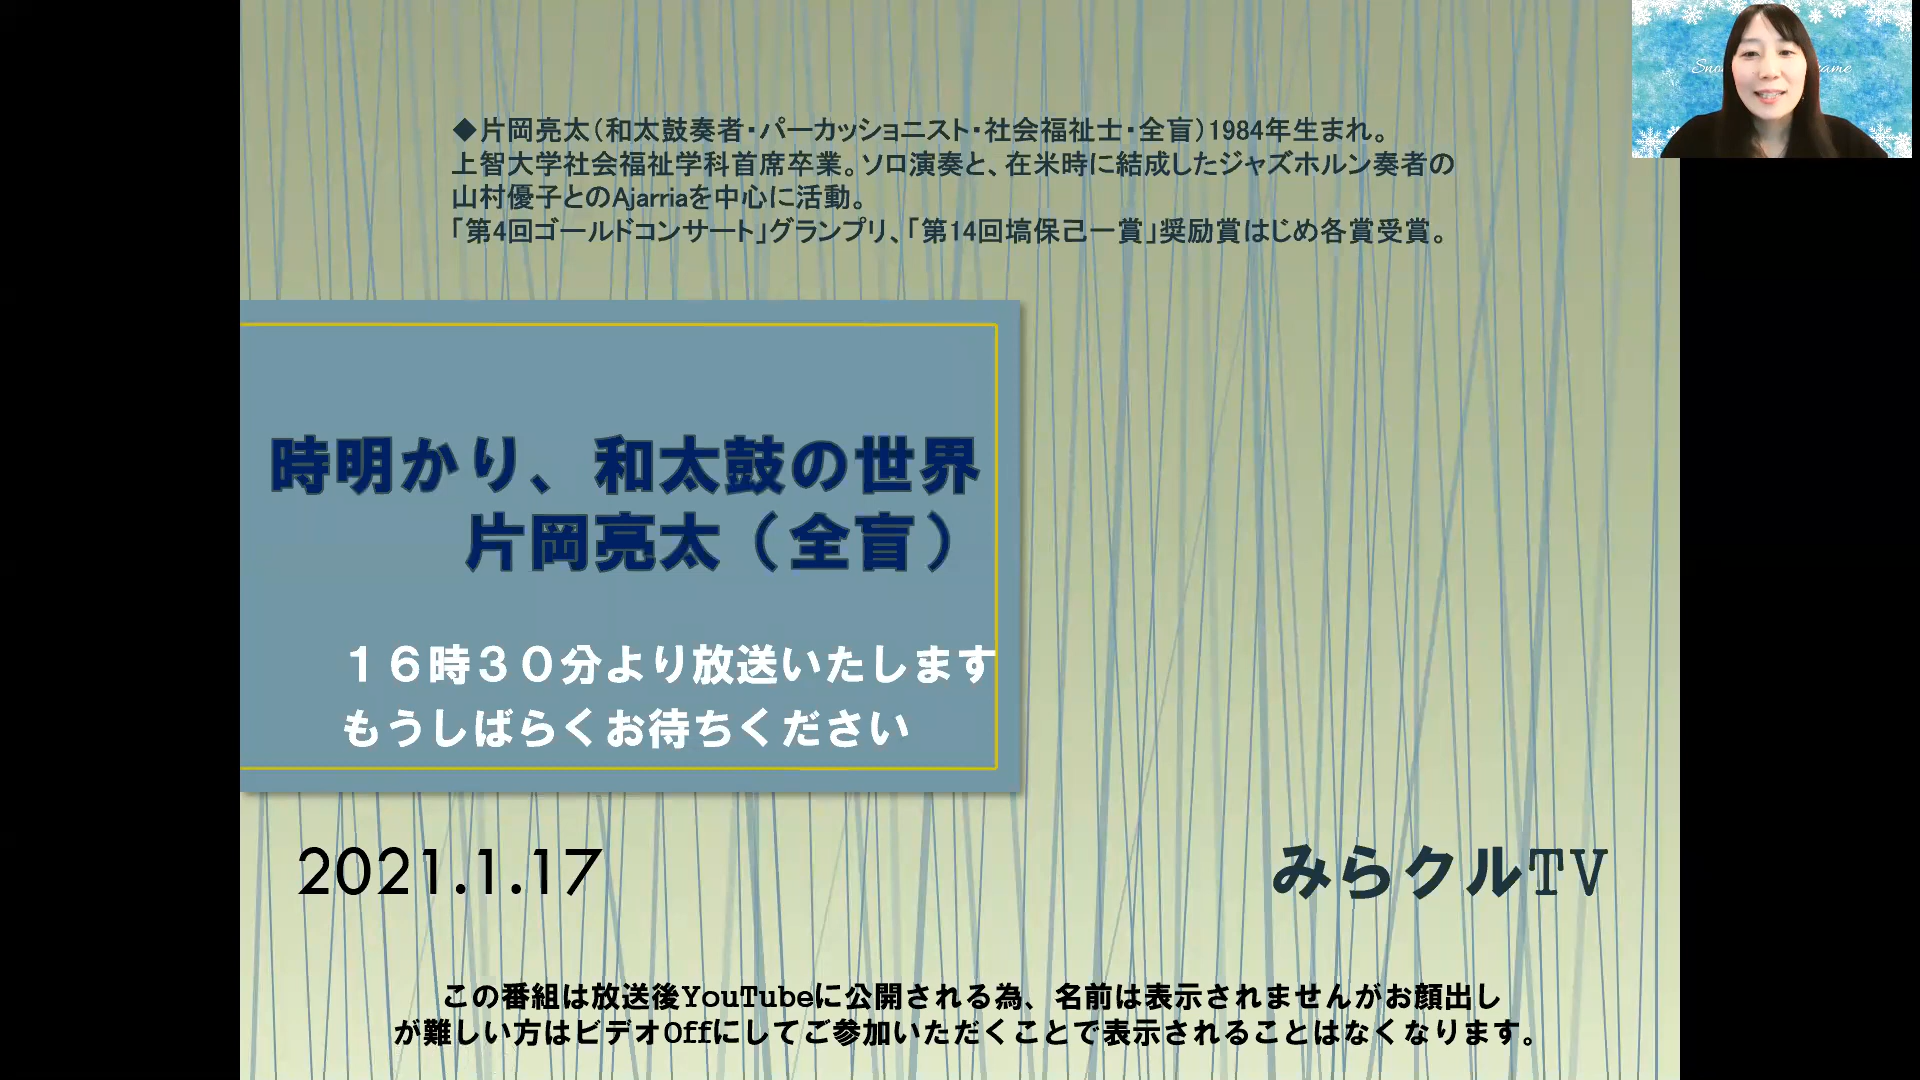 ◆片岡亮太(和太鼓奏者・パーカッショニスト・社会福祉士・全盲)1984年生まれ。
上智大学社会福祉学科首席卒業。ソロ演奏と、在米時に結成したジャズホルン奏者の
山村優子とのAjarriaを中心に活動。
「第4回ゴールドコンサート」グランプリ、「第14回塙保己一賞」奨励賞はじめ各賞受賞。
時明かり、和太鼓の世界
片岡亮太(全盲)
16時30分より放送いたします
もうしばらくお待ちください
2021.1.17
みらクルTV
この番組は放送後YouTubeに公開される為、名前は表示されませんがお顔出し
が難しい方はビデオOffにしてご参加いただくことで表示されることはなくなります。